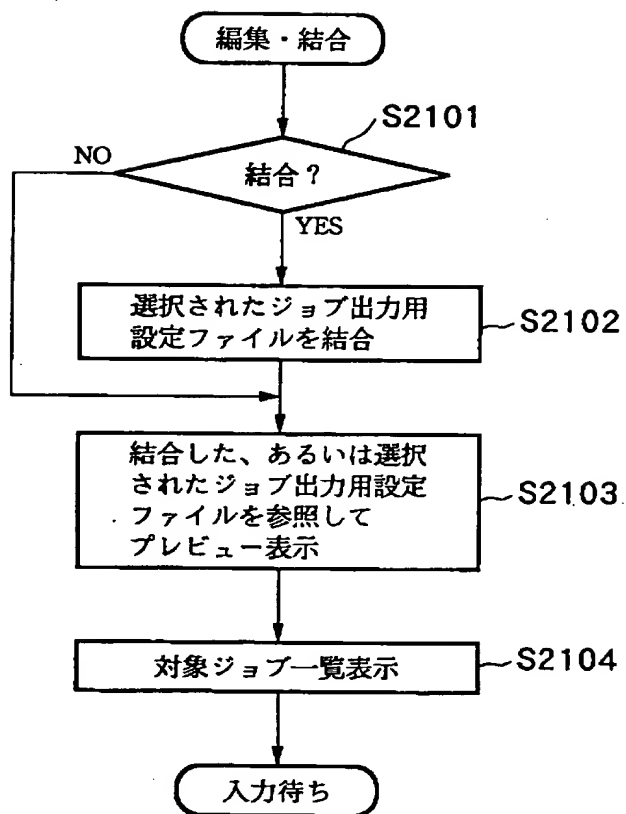 編集・結合
S2101
NO
結合？
YES
選択されたジョブ出力用
設定ファイルを結合
S2102
結合した、あるいは選択
されたジョブ出力用設定
ファイルを参照して
プレビュー表示
S2103
対象ジョブ一覧表示
S2104
入力待ち